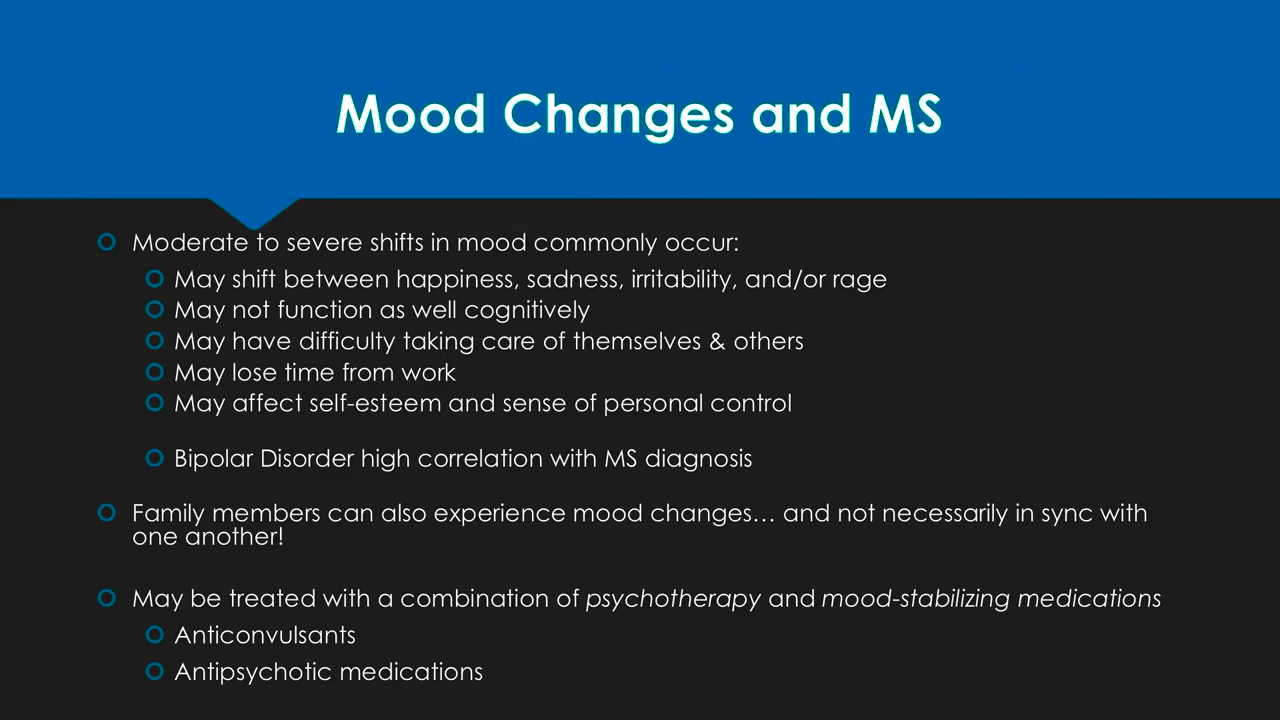 Mood Changes and MS
Moderate to severe shifts in mood commonly occur:
May shift between happiness, sadness, irritability, and/or rage
May not function as well cognitively
May have difficulty taking care of themselves & others
May lose time from work
May affect self-esteem and sense of personal control
Bipolar Disorder high correlation with MS diagnosis
Family members can also experience mood changes… and not necessarily in sync with
one another!
May be treated with a combination of psychotherapy and mood-stabilizing medications
Anticonvulsants
Antipsychotic medications